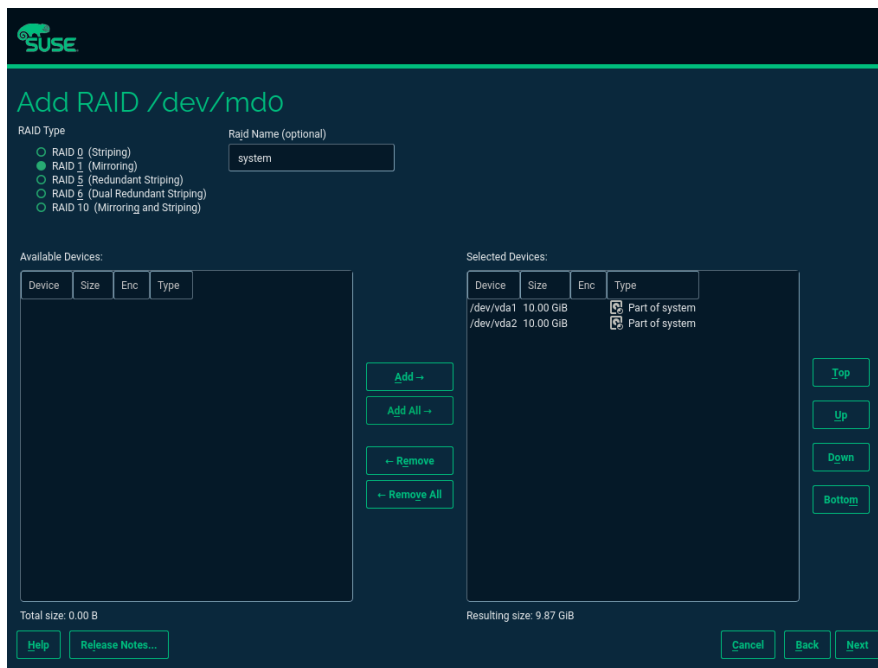 SUSE
Add RAID /dev/md0
RAID Type
RAID 0 (Striping)
RAID 1 (Mirroring)
RAID 5 (Redundant Striping)
RAID 6 (Dual Redundant Striping)
RAID 10 (Mirroring and Striping)
Raid Name (optional)
system
Available Devices:
Device Size Enc Type
Total size: 0.00 B
Add →
Add All →
← Remove
← Remove All
Selected Devices:
Device Size Enc Type
/dev/vda1 10.00 GiB Part of system
/dev/vda2 10.00 GiB Part of system
Resulting size: 9.87 GiB
Top
Up
Down
Bottom
Help Release Notes... Cancel Back Next